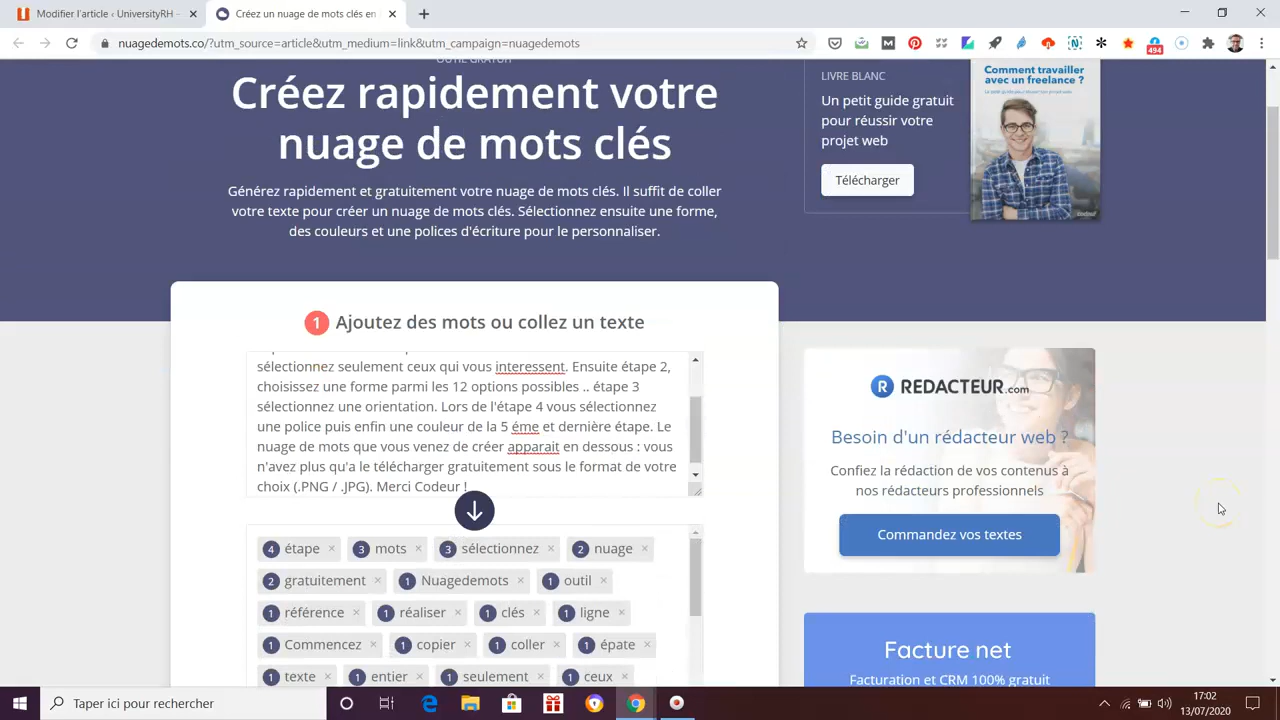 Modifier l'article ‹ UniversityRH -
Créez un nuage de mots clés en
nuagedemots.co/?utm_source=article&utm_medium=link&utm_campaign=nuagedemots
494
OUTIL GRATUIT
Créez rapidement votre
nuage de mots clés
Générez rapidement et gratuitement votre nuage de mots clés. Il suffit de coller
votre texte pour créer un nuage de mots clés. Sélectionnez ensuite une forme,
des couleurs et une polices d'écriture pour le personnaliser.
LIVRE BLANC
Un petit guide gratuit
pour réussir votre
projet web
Télécharger
Comment travailler
avec un freelance ?
codeur
1 Ajoutez des mots ou collez un texte
sélectionnez seulement ceux qui vous interessent. Ensuite étape 2,
choisissez une forme parmi les 12 options possibles .. étape 3
sélectionnez une orientation. Lors de l'étape 4 vous sélectionnez
une police puis enfin une couleur de la 5 éme et dernière étape. Le
nuage de mots que vous venez de créer apparait en dessous : vous
n'avez plus qu'a le télécharger gratuitement sous le format de votre
choix (.PNG / .JPG). Merci Codeur !
4 étape × 3 mots × 3 sélectionnez × 2 nuage ×
2 gratuitement × 1 Nuagedemots × 1 outil ×
1 référence × 1 réaliser × 1 clés × 1 ligne ×
1 Commencez × 1 copier × 1 coller × 1 épate ×
1 texte × 1 entier × 1 seulement × 1 ceux ×
R REDACTEUR.com
Besoin d'un rédacteur web ?
Confiez la rédaction de vos contenus à
nos rédacteurs professionnels
Commandez vos textes
Facture net
Facturation et CRM 100% gratuit
Taper ici pour rechercher
17:02
13/07/2020